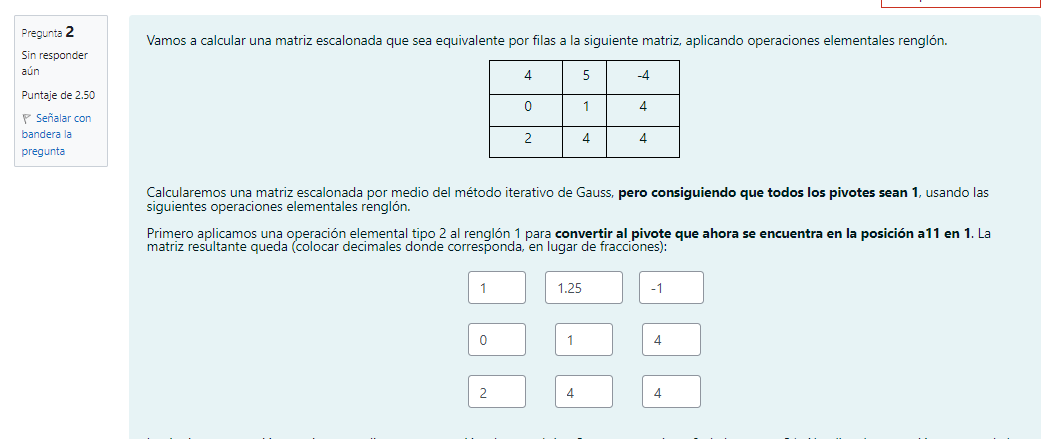 Pregunta 2
Sin responder
aún
Puntaje de 2.50
Señalar con
bandera la
pregunta
Vamos a calcular una matriz escalonada que sea equivalente por filas a la siguiente matriz, aplicando operaciones elementales renglón.
4 5 -4
0 1 4
2 4 4
Calcularemos una matriz escalonada por medio del método iterativo de Gauss, pero consiguiendo que todos los pivotes sean 1, usando las
siguientes operaciones elementales renglón.
Primero aplicamos una operación elemental tipo 2 al renglón 1 para convertir al pivote que ahora se encuentra en la posición a11 en 1. La
matriz resultante queda (colocar decimales donde corresponda, en lugar de fracciones):
1 1.25 -1
0 1 4
2 4 4